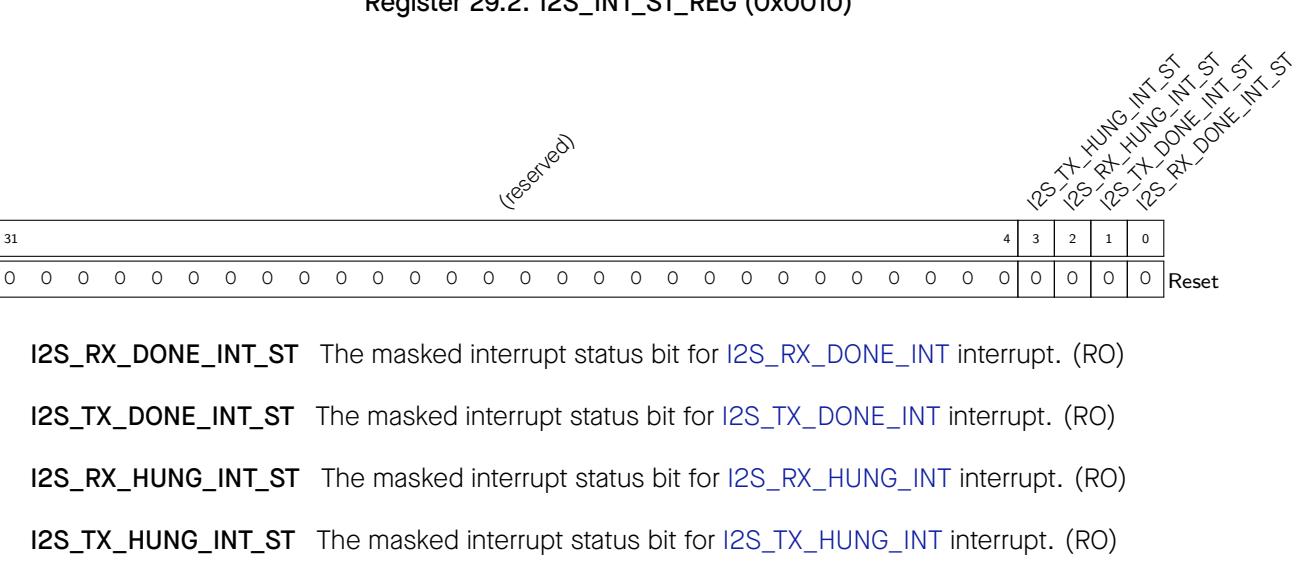 Register 29.2. I2S_INT_ST_REG (0x0010)
I2S_TX_HUNG_INT_ST
I2S_RX_HUNG_INT_ST
I2S_TX_DONE_INT_ST
I2S_RX_DONE_INT_ST
(reserved)
31 4 3 2 1 0
0 0 0 0 0 0 0 0 0 0 0 0 0 0 0 0 0 0 0 0 0 0 0 0 0 0 0 0 0 0 0 0 Reset
I2S_RX_DONE_INT_ST The masked interrupt status bit for I2S_RX_DONE_INT interrupt. (RO)
I2S_TX_DONE_INT_ST The masked interrupt status bit for I2S_TX_DONE_INT interrupt. (RO)
I2S_RX_HUNG_INT_ST The masked interrupt status bit for I2S_RX_HUNG_INT interrupt. (RO)
I2S_TX_HUNG_INT_ST The masked interrupt status bit for I2S_TX_HUNG_INT interrupt. (RO)